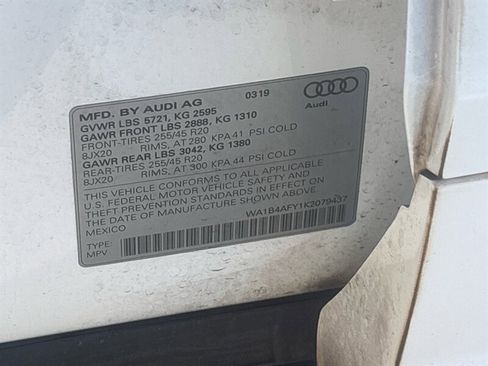 MFD. BY AUDI AG 0319
GVWR LBS 5721, KG 2595
GAWR FRONT LBS 2888, KG 1310
FRONT-TIRES 255/45 R20
8JX20 RIMS, AT 280 KPA 41 PSI COLD
GAWR REAR LBS 3042, KG 1380
REAR-TIRES 255/45 R20
8JX20 RIMS, AT 300 KPA 44 PSI COLD
THIS VEHICLE CONFORMS TO ALL APPLICABLE
U.S. FEDERAL MOTOR VEHICLE SAFETY AND
THEFT PREVENTION STANDARDS IN EFFECT ON
THE DATE OF MANUFACTURE SHOWN ABOVE.
MEXICO
WA1B4AFY1K2079437
TYPE:
MPV
Audi